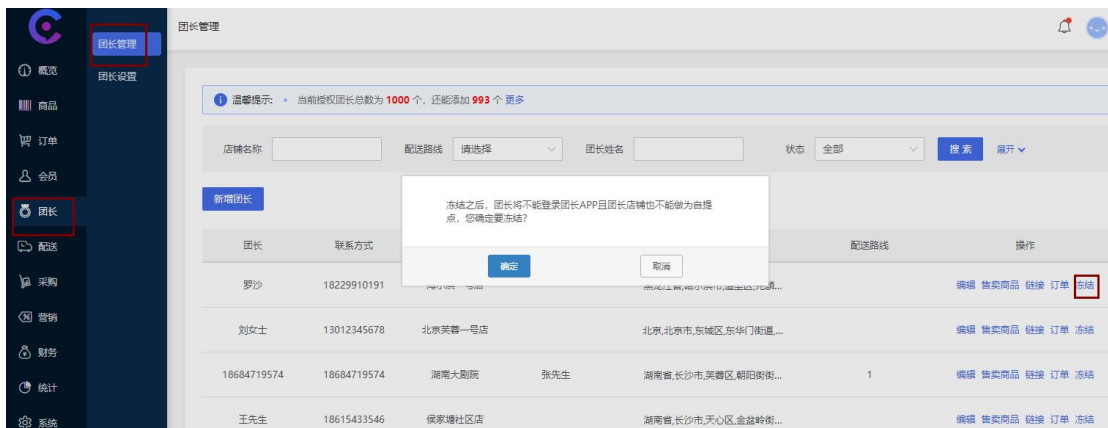 团长管理
团长管理
概览
团长设置
商品
温馨提示: 当前授权团长总数为 1000 个, 还能添加 993 个 更多
订单
店铺名称 配送路线 请选择 团长姓名 状态 全部 搜索 展开
会员
新增团长
冻结之后，团长将不能登录团长APP且团长店铺也不能做为自提
点，您确定要冻结?
团长
确定 取消
配送
团长 联系方式 配送路线 操作
采购
罗沙 18229910191 编辑 售卖商品 链接 订单 冻结
营销
刘女士 13012345678 北京芙蓉一号店 北京,北京市,东城区,东华门街道,... 编辑 售卖商品 链接 订单 冻结
财务
18684719574 18684719574 湖南大剧院 张先生 湖南省,长沙市,芙蓉区,朝阳街街... 1 编辑 售卖商品 链接 订单 冻结
统计
王先生 18615433546 侯家塘社区店 湖南省,长沙市,天心区,金盆岭街... 编辑 售卖商品 链接 订单 冻结
系统